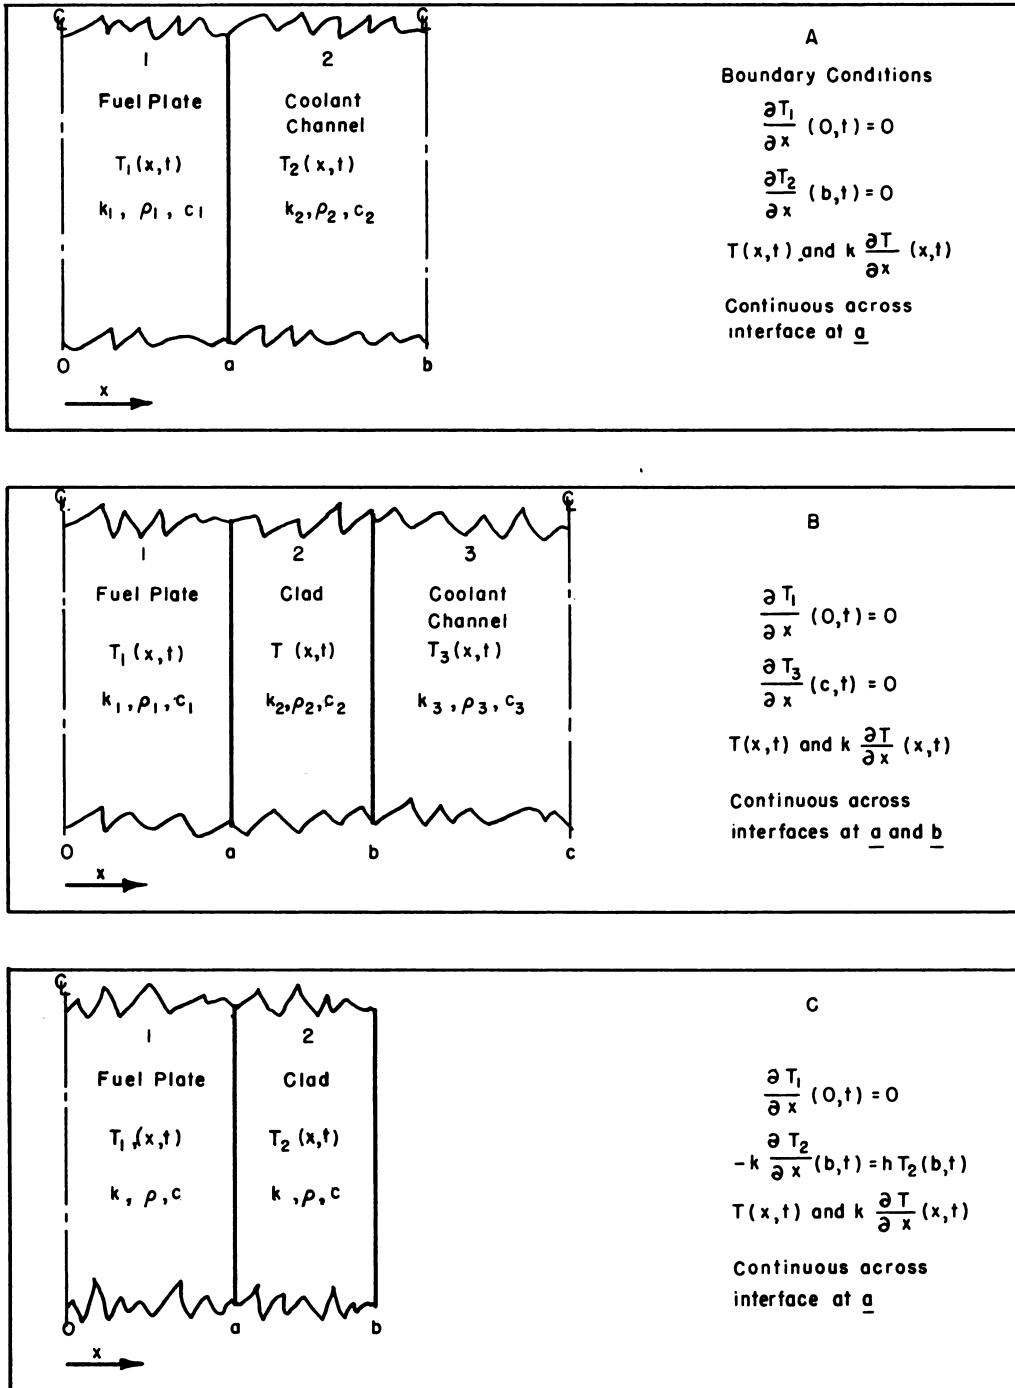 ℄ ℄
1 2
Fuel Plate Coolant
Channel
T₁(x,t) T₂(x,t)
k₁, ρ₁, c₁ k₂,ρ₂,c₂
0 a b
x
A
Boundary Conditions
∂T₁/∂x (0,t)=0
∂T₂/∂x (b,t)=0
T(x,t) and k ∂T/∂x (x,t)
Continuous across
interface at a
℄ ℄
1 2 3
Fuel Plate Clad Coolant
Channel
T₁(x,t) T (x,t) T₃(x,t)
k₁,ρ₁,c₁ k₂,ρ₂,c₂ k₃,ρ₃,c₃
0 a b c
x
B
∂T₁/∂x (0,t)=0
∂T₃/∂x (c,t)=0
T(x,t) and k ∂T/∂x (x,t)
Continuous across
interfaces at a and b
℄
1 2
Fuel Plate Clad
T₁,(x,t) T₂(x,t)
k, ρ,c k,ρ,c
0 a b
x
C
∂T₁/∂x (0,t)=0
-k ∂T₂/∂x (b,t)=hT₂(b,t)
T(x,t) and k ∂T/∂x (x,t)
Continuous across
interface at a